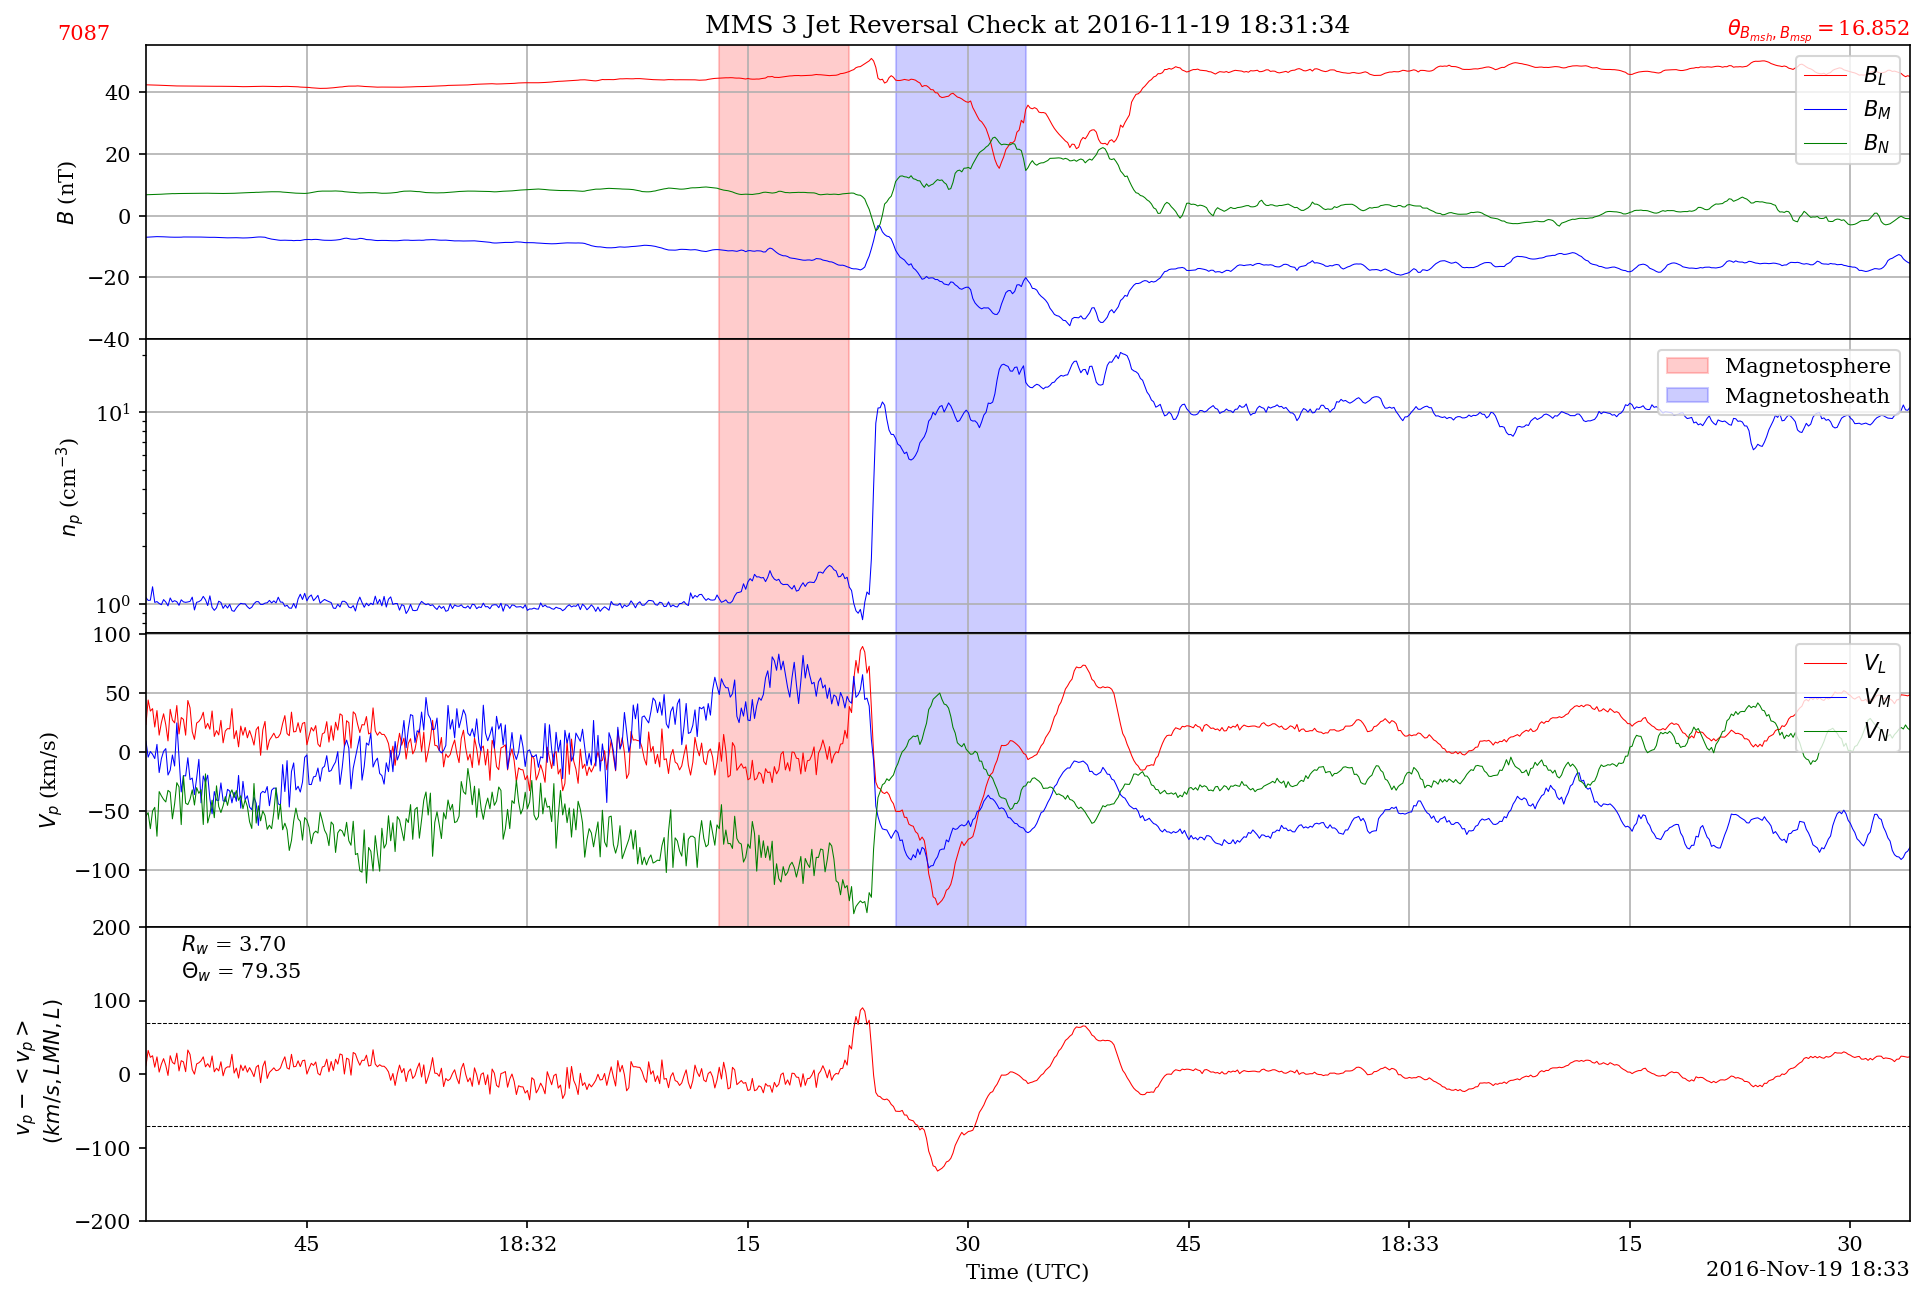 7087
MMS 3 Jet Reversal Check at 2016-11-19 18:31:34
θ_{B_{msh}, B_{msp}} = 16.852
B (nT)
40
20
0
−20
−40
B_L
B_M
B_N
n_p (cm^{−3})
10^1
10^0
Magnetosphere
Magnetosheath
V_p (km/s)
100
50
0
−50
−100
V_L
V_M
V_N
v_p − <v_p>
(km/s, LMN, L)
200
100
0
−100
−200
R_w = 3.70
Θ_w = 79.35
45
18:32
15
30
45
18:33
15
30
Time (UTC)
2016-Nov-19 18:33